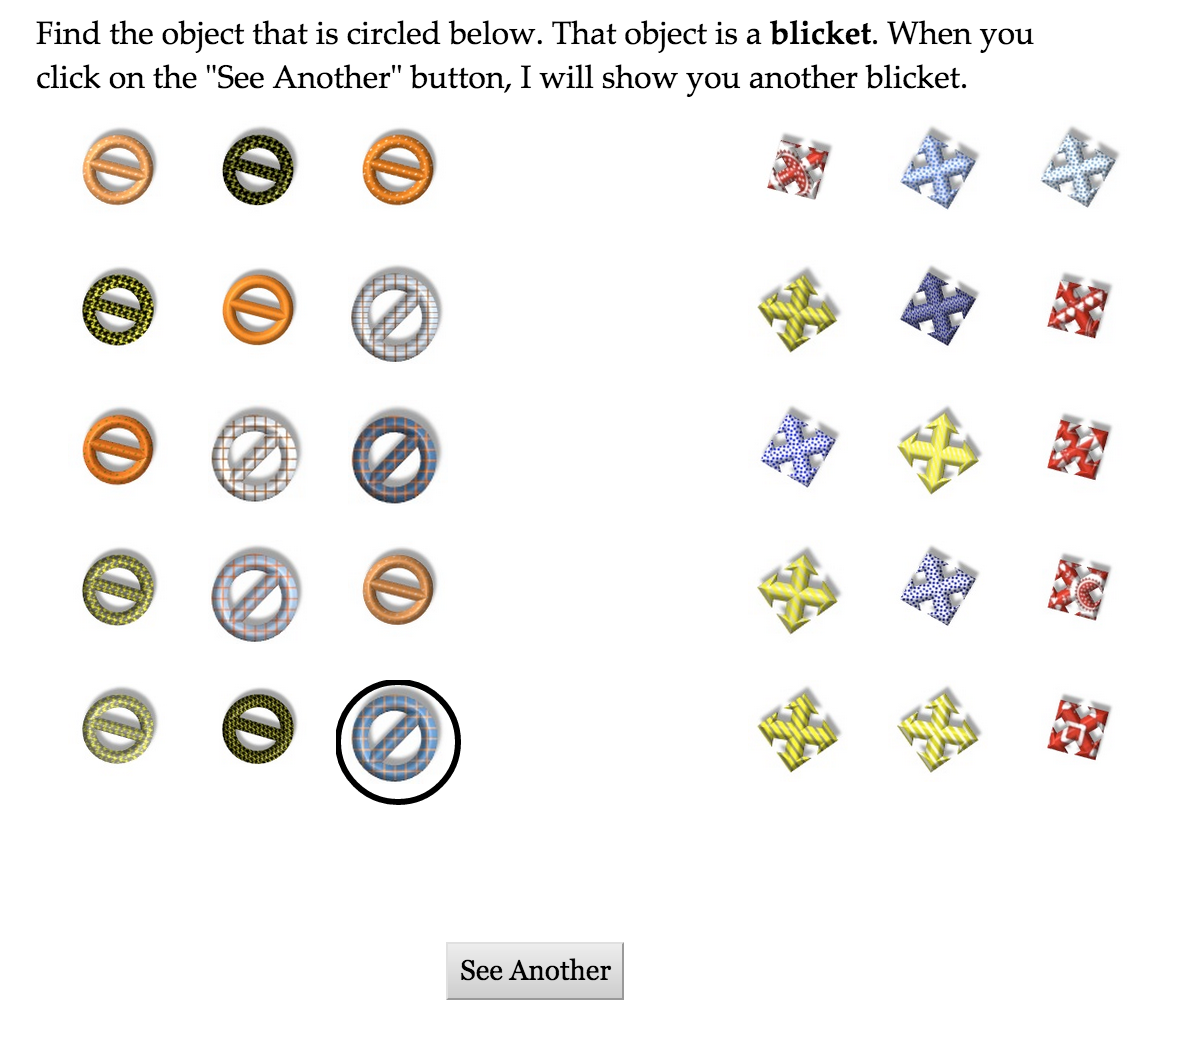 Find the object that is circled below. That object is a blicket. When you
click on the "See Another" button, I will show you another blicket.
See Another